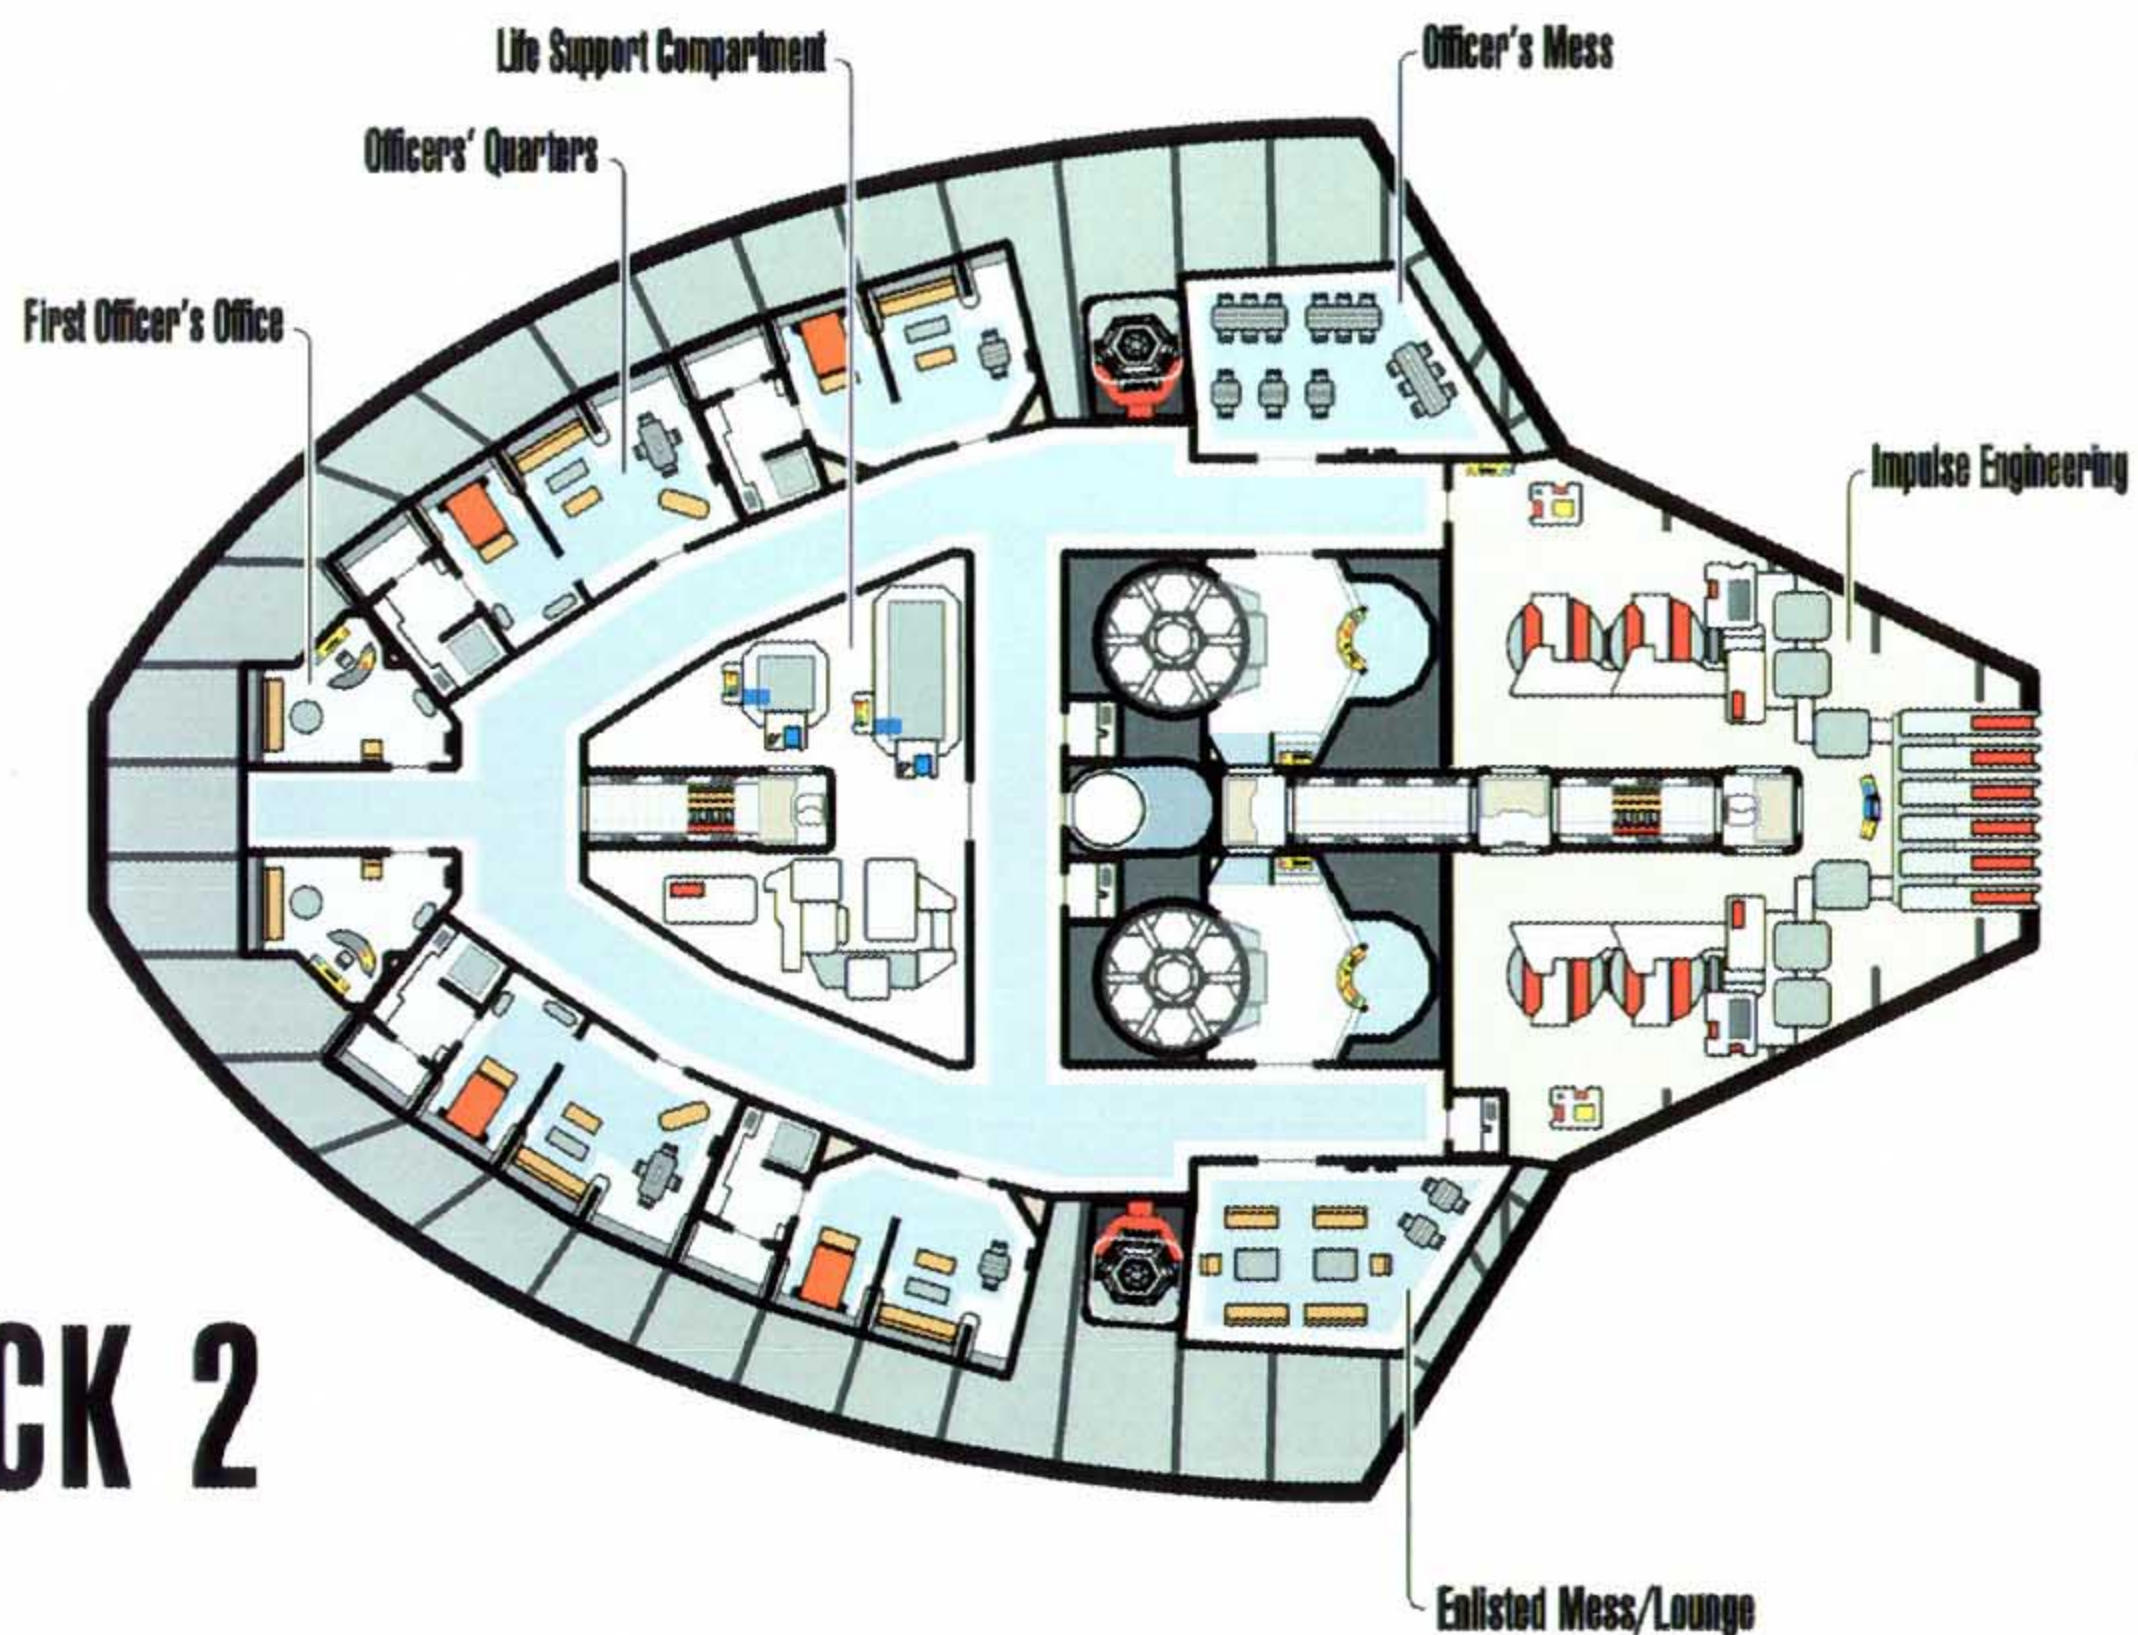 Life Support Compartment
Officer's Mess
Officers' Quarters
First Officer's Office
Impulse Engineering
CK 2
Enlisted Mess/Lounge